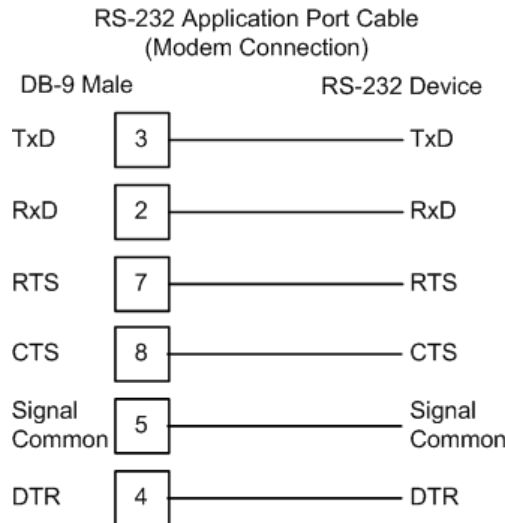 RS-232 Application Port Cable
(Modem Connection)
DB-9 Male RS-232 Device
TxD 3 TxD
RxD 2 RxD
RTS 7 RTS
CTS 8 CTS
Signal Common 5 Signal Common
DTR 4 DTR